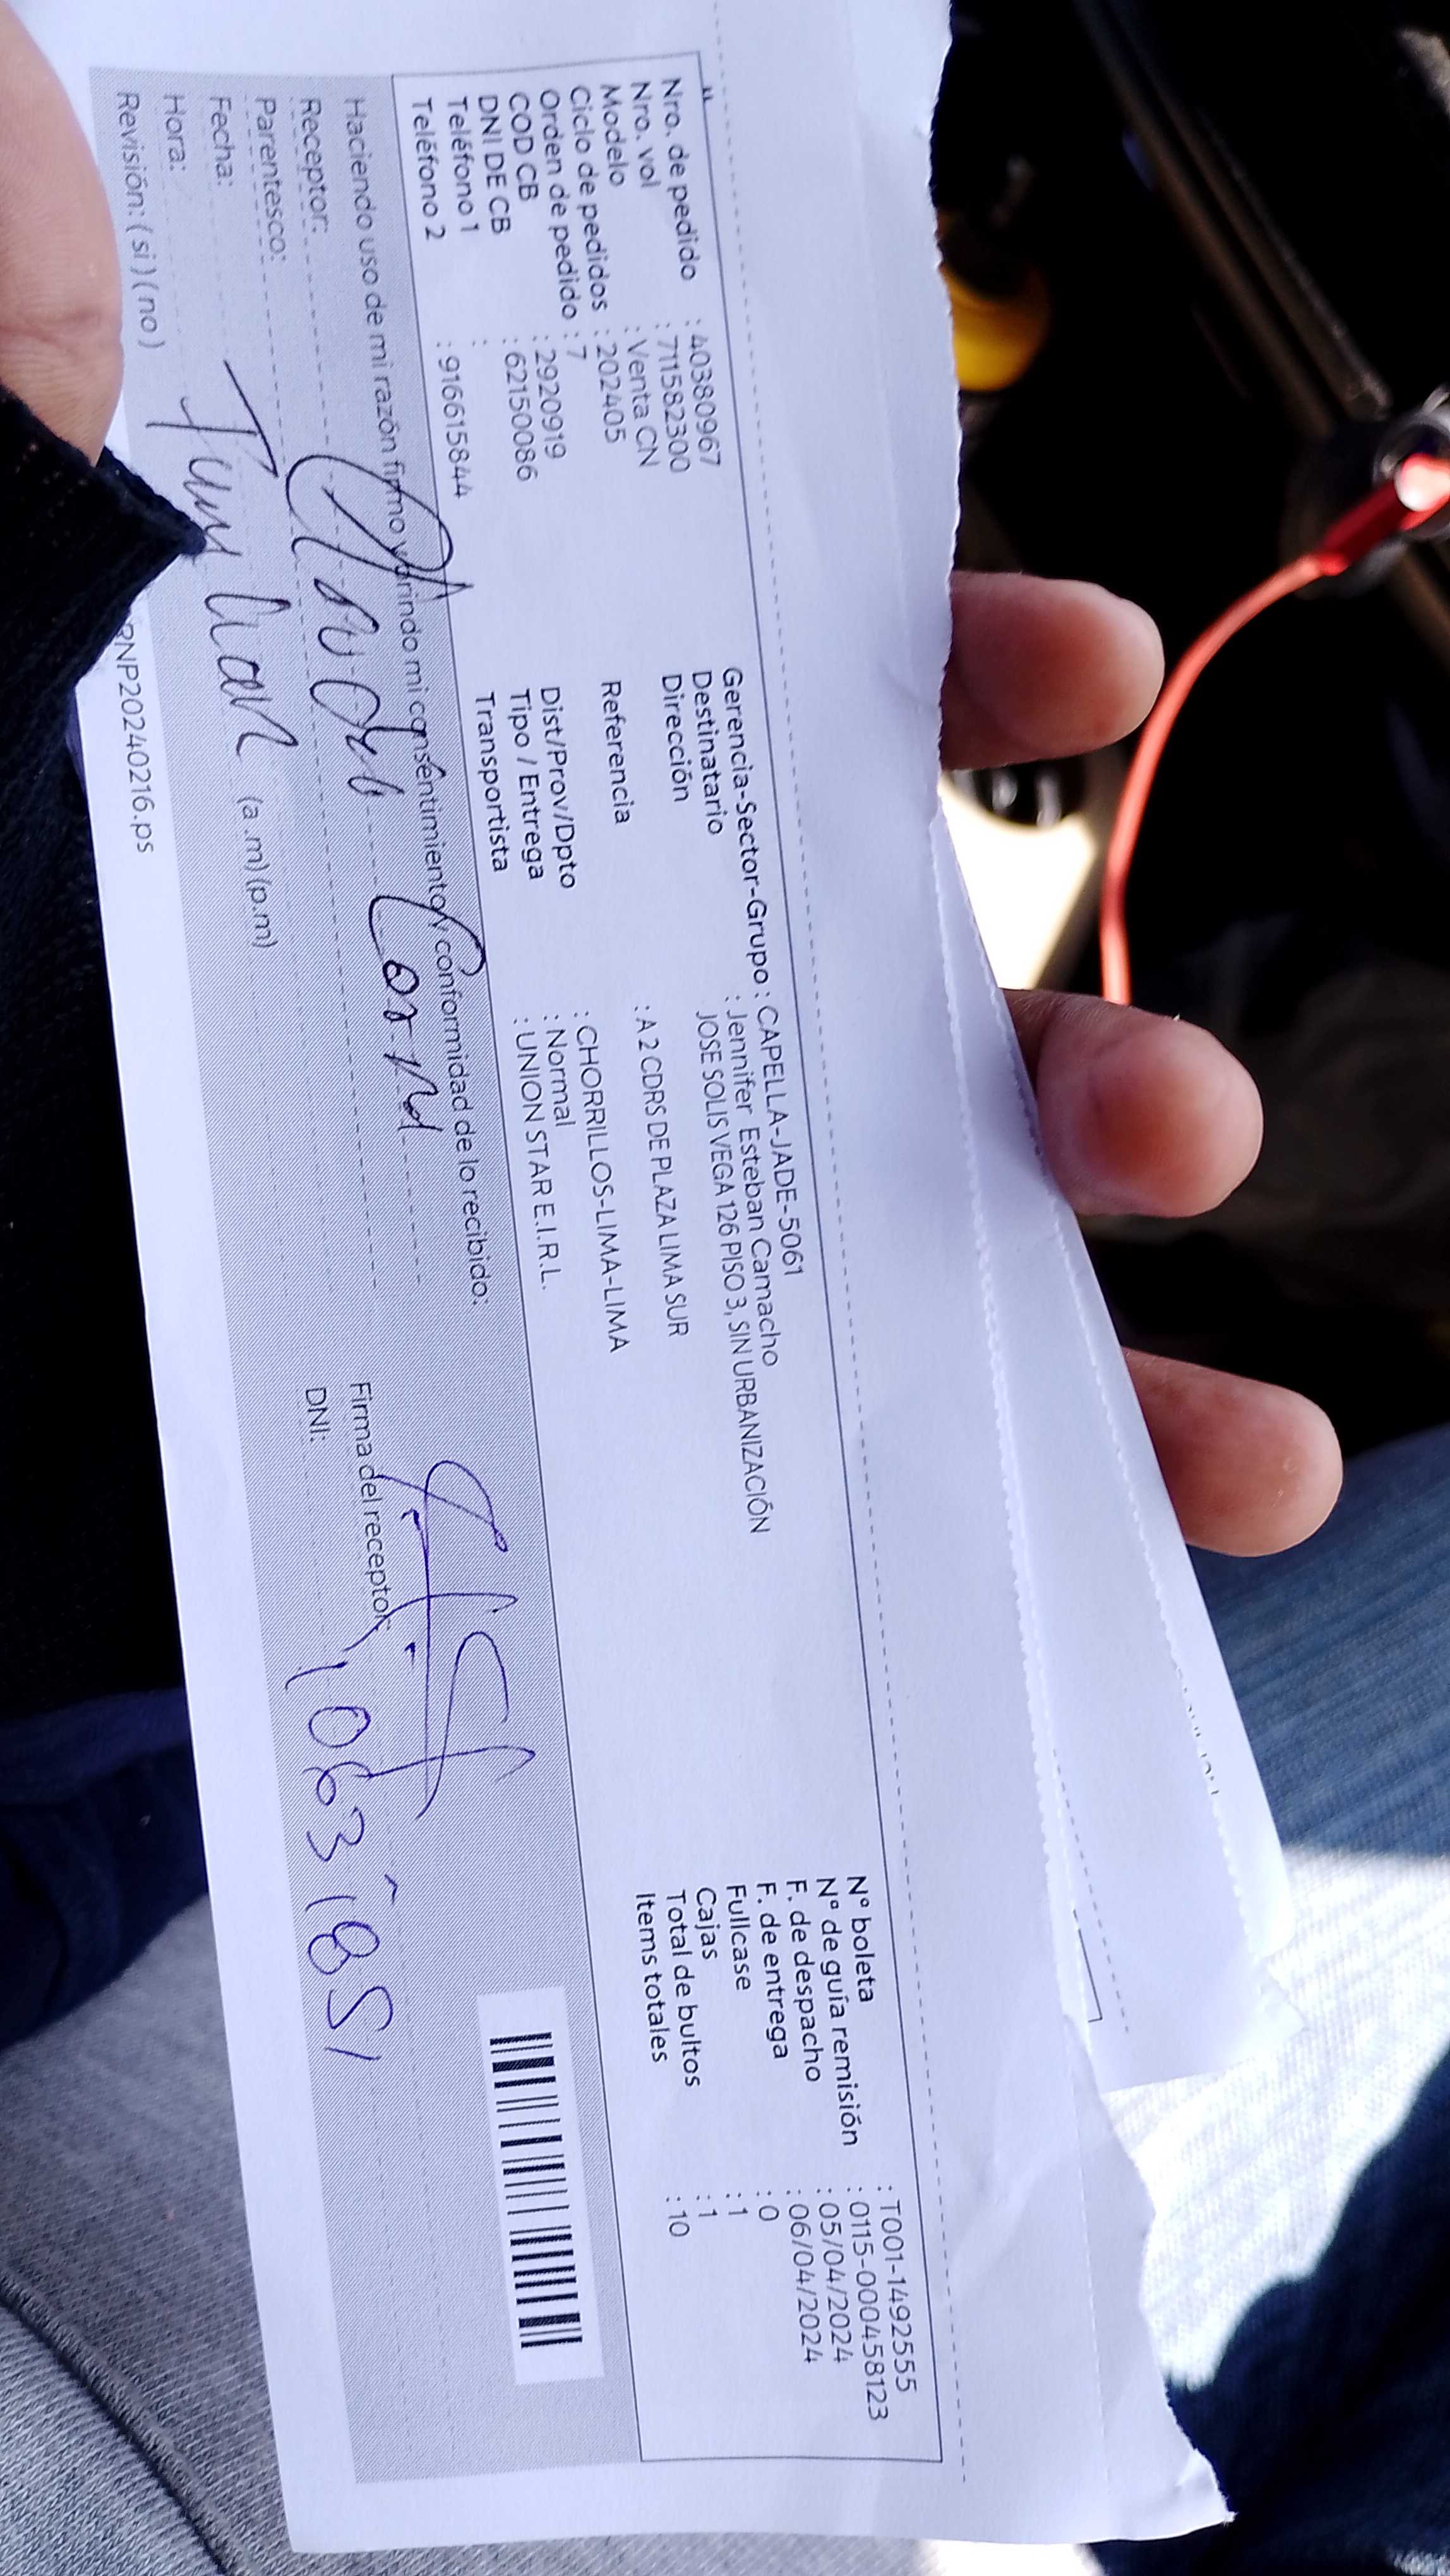 Nro. de pedido : 40380967
Nro. vol : 711582300
Modelo : Venta CN
Ciclo de pedidos : 202405
Orden de pedido : 7
COD CB : 2920919
DNI DE CB : 62150086
Teléfono 1 :
Teléfono 2 : 916615844
Gerencia-Sector-Grupo : CAPELLA-JADE-5061
Destinatario : Jennifer Esteban Camacho
Dirección JOSE SOLIS VEGA 126 PISO 3, SIN URBANIZACIÓN
Referencia : A 2 CDRS DE PLAZA LIMA SUR
Dist/Prov/Dpto : CHORRILLOS-LIMA-LIMA
Tipo / Entrega : Normal
Transportista : UNION STAR E.I.R.L.
Nº boleta : T001-1492555
Nº de guía remisión : 0115-000458123
F. de despacho : 05/04/2024
F. de entrega : 06/04/2024
Fullcase : 0
Cajas : 1
Total de bultos : 1
Items totales : 10
Haciendo uso de mi razón firmo y brindo mi consentimiento y conformidad de lo recibido:
Receptor:
Parentesco:
Fecha:
Hora: (a.m) (p.m)
Revisión: ( si ) ( no )
Firma del receptor
DNI:
RNP20240216.ps